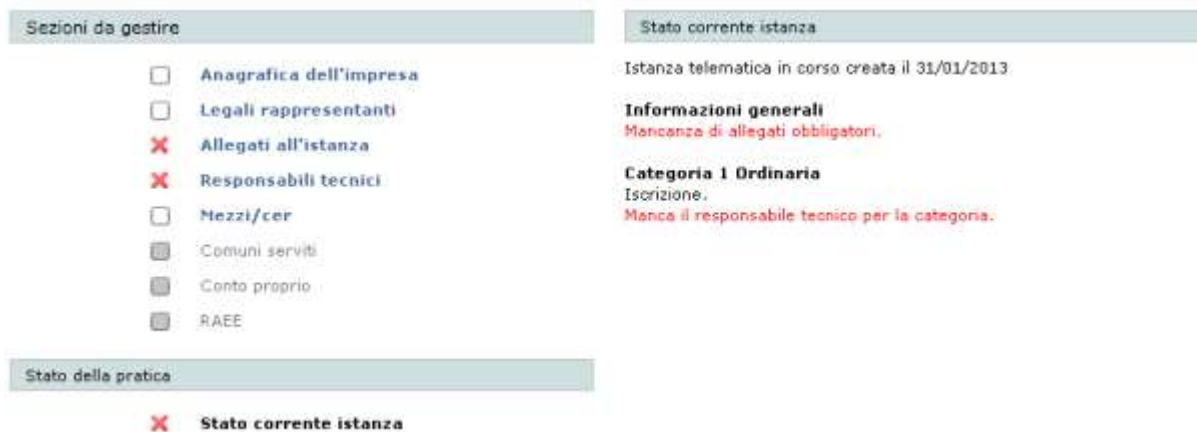 Sezioni da gestire
Anagrafica dell'impresa
Legali rappresentanti
Allegati all'istanza
Responsabili tecnici
Mezzi/cer
Comuni serviti
Conto proprio
RAEE
Stato della pratica
Stato corrente istanza
Stato corrente istanza
Istanza telematica in corso creata il 31/01/2013
Informazioni generali
Mancanza di allegati obbligatori.
Categoria 1 Ordinaria
Iscrizione.
Manca il responsabile tecnico per la categoria.